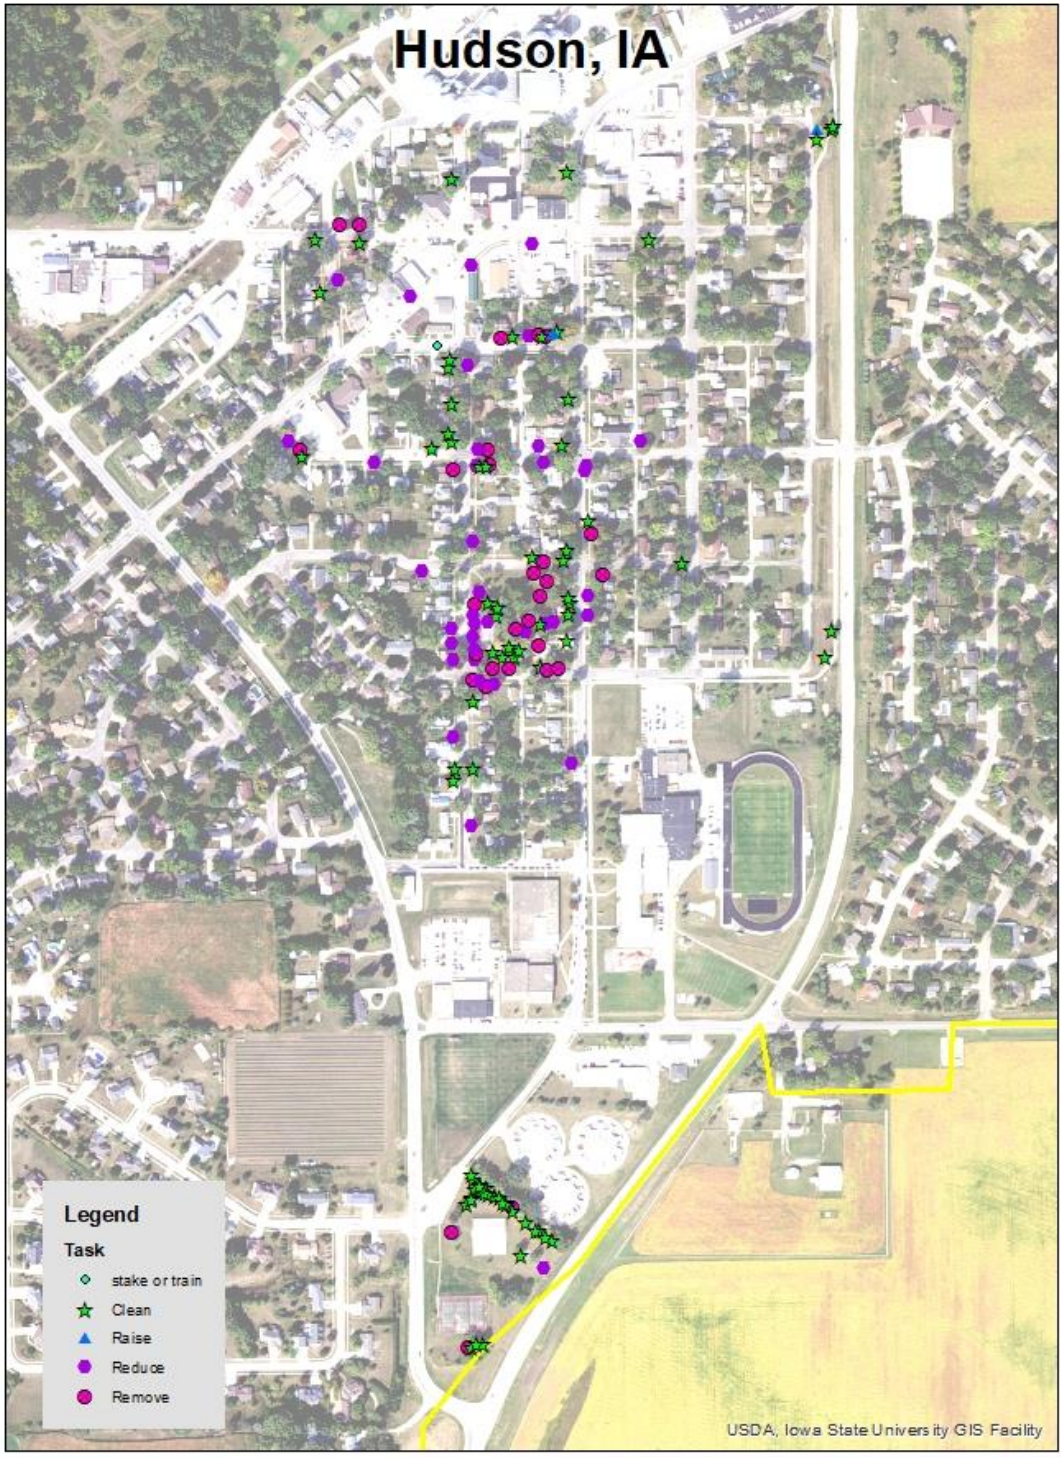 Hudson, IA
Legend
Task
stake or train
Clean
Raise
Reduce
Remove
USDA, Iowa State University GIS Facility